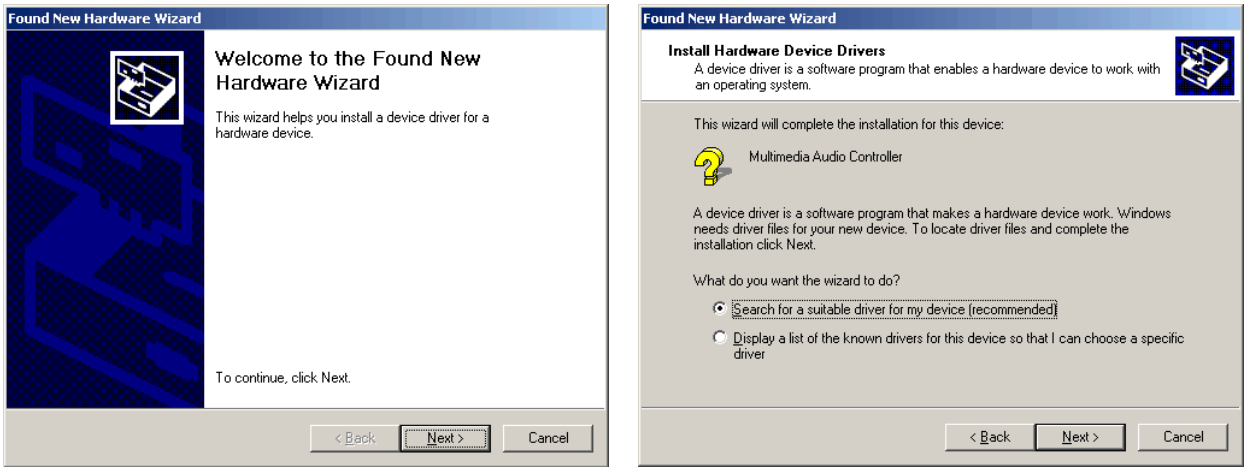 Found New Hardware Wizard
Welcome to the Found New
Hardware Wizard
This wizard helps you install a device driver for a
hardware device.
To continue, click Next.
< Back
Next >
Cancel
Found New Hardware Wizard
Install Hardware Device Drivers
A device driver is a software program that enables a hardware device to work with
an operating system.
This wizard will complete the installation for this device:
Multimedia Audio Controller
A device driver is a software program that makes a hardware device work. Windows
needs driver files for your new device. To locate driver files and complete the
installation click Next.
What do you want the wizard to do?
Search for a suitable driver for my device (recommended)
Display a list of the known drivers for this device so that I can choose a specific
driver
< Back
Next >
Cancel